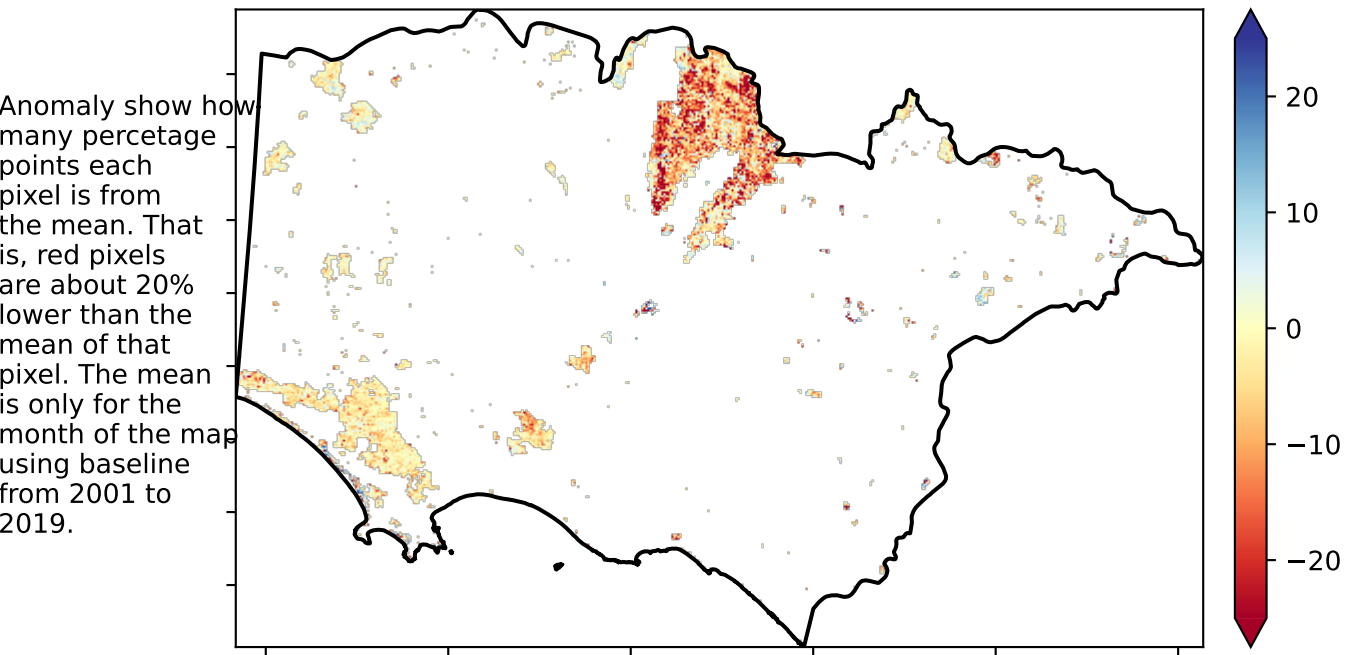 Anomaly show how
many percetage
points each
pixel is from
the mean. That
is, red pixels
are about 20%
lower than the
mean of that
pixel. The mean
is only for the
month of the map
using baseline
from 2001 to
2019.
20
10
0
−10
−20